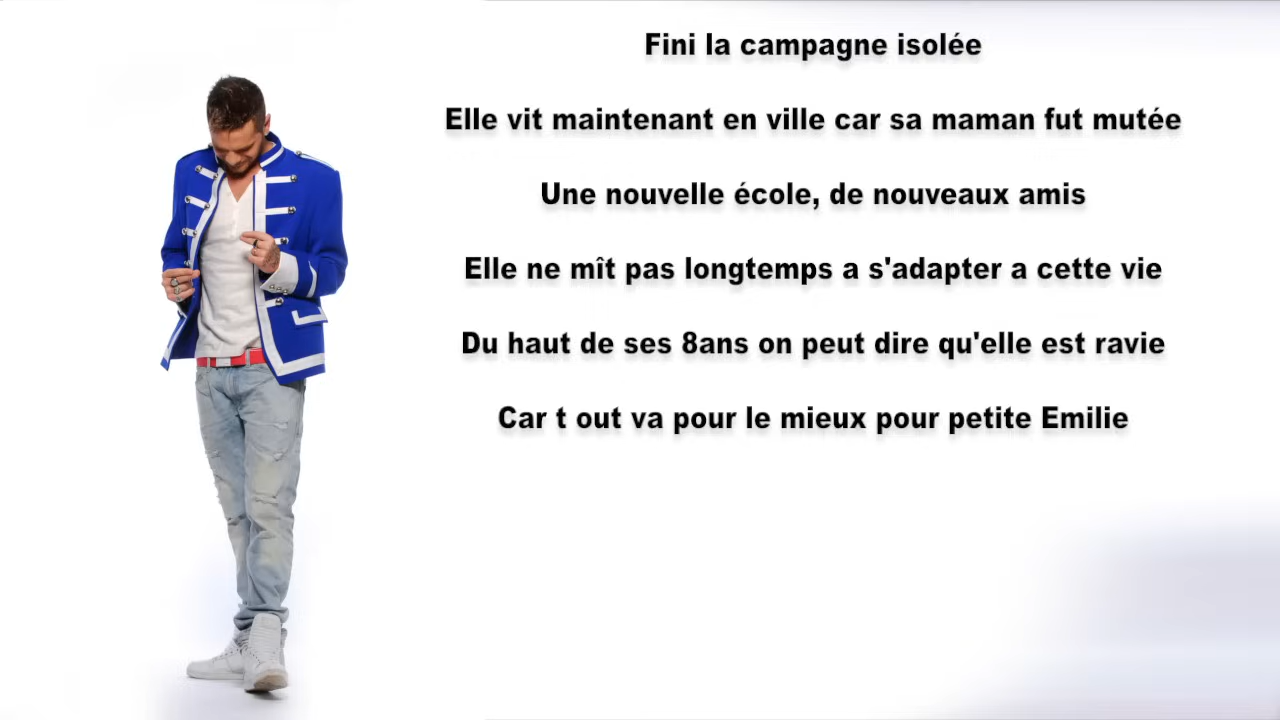 Fini la campagne isolée
Elle vit maintenant en ville car sa maman fut mutée
Une nouvelle école, de nouveaux amis
Elle ne mît pas longtemps a s'adapter a cette vie
Du haut de ses 8ans on peut dire qu'elle est ravie
Car t out va pour le mieux pour petite Emilie